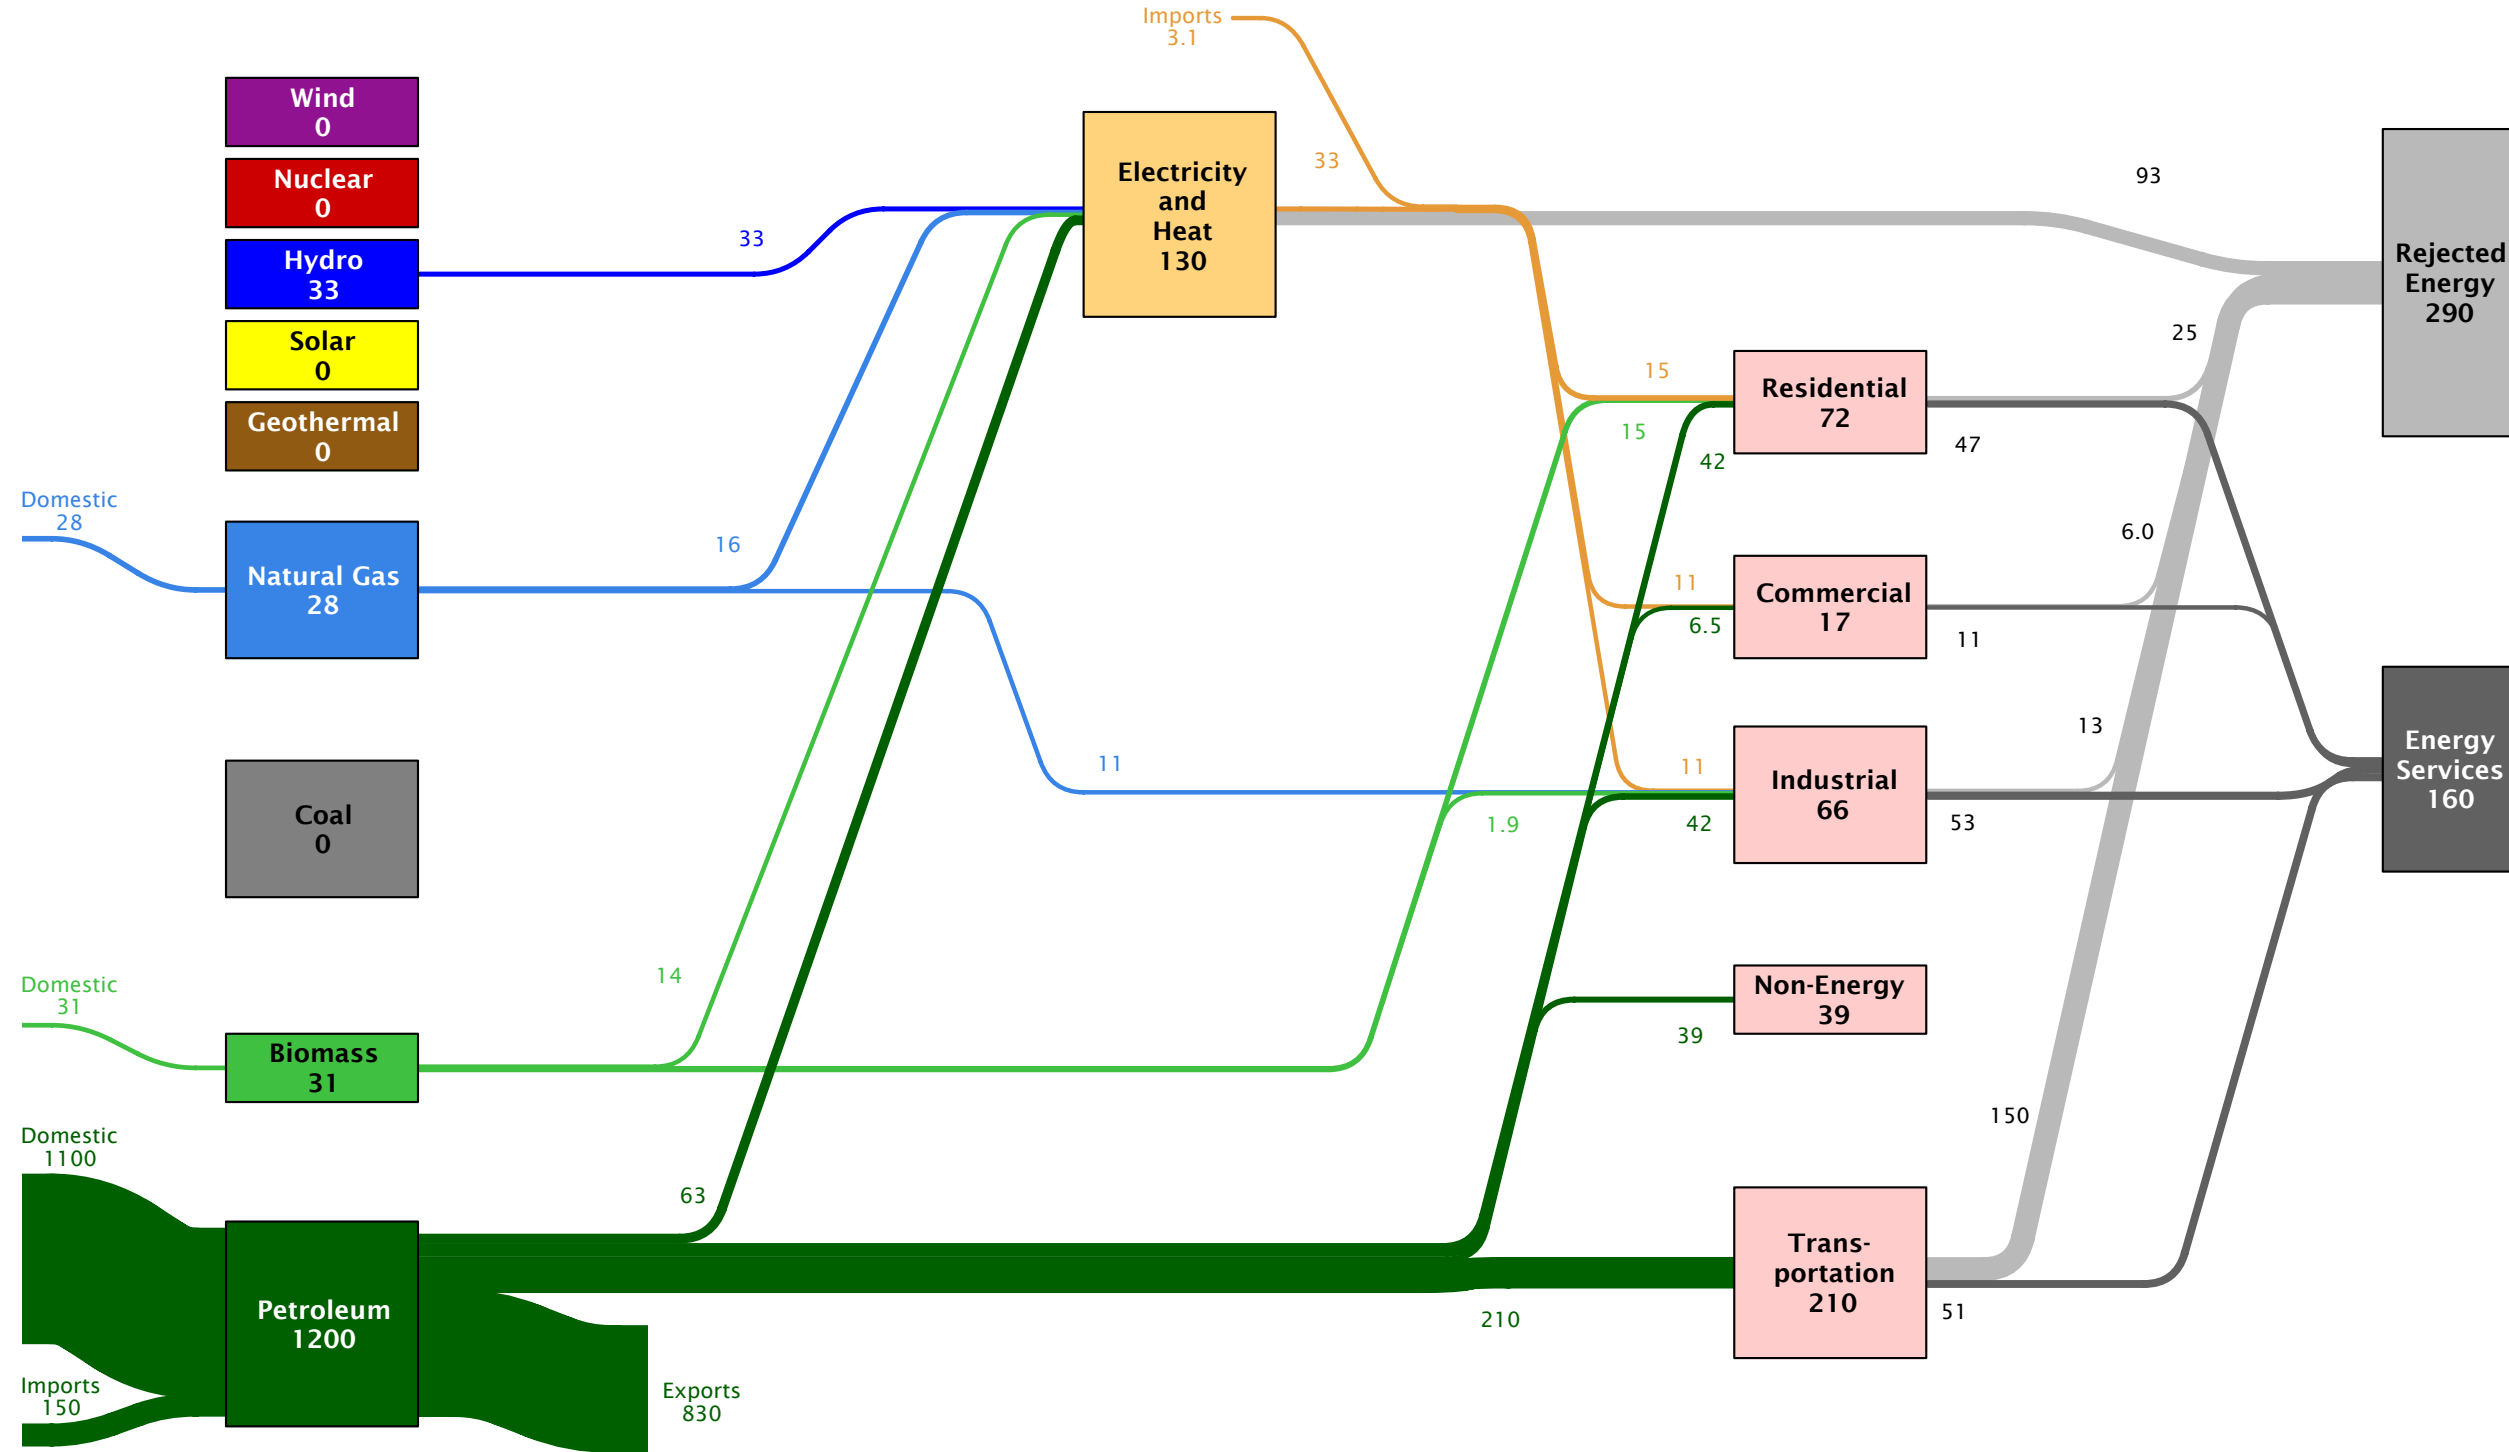 Imports
3.1
Wind
0
Nuclear
0
Hydro
33
Solar
0
Geothermal
0
Domestic
28
Natural Gas
28
Coal
0
Domestic
31
Biomass
31
Domestic
1100
Petroleum
1200
Imports
150
Exports
830
33
16
11
14
63
Electricity
and
Heat
130
33
93
15
15
42
Residential
72
25
47
11
6.5
Commercial
17
6.0
11
11
1.9
42
Industrial
66
13
53
Non-Energy
39
39
150
210
Trans-
portation
210
51
Rejected
Energy
290
Energy
Services
160